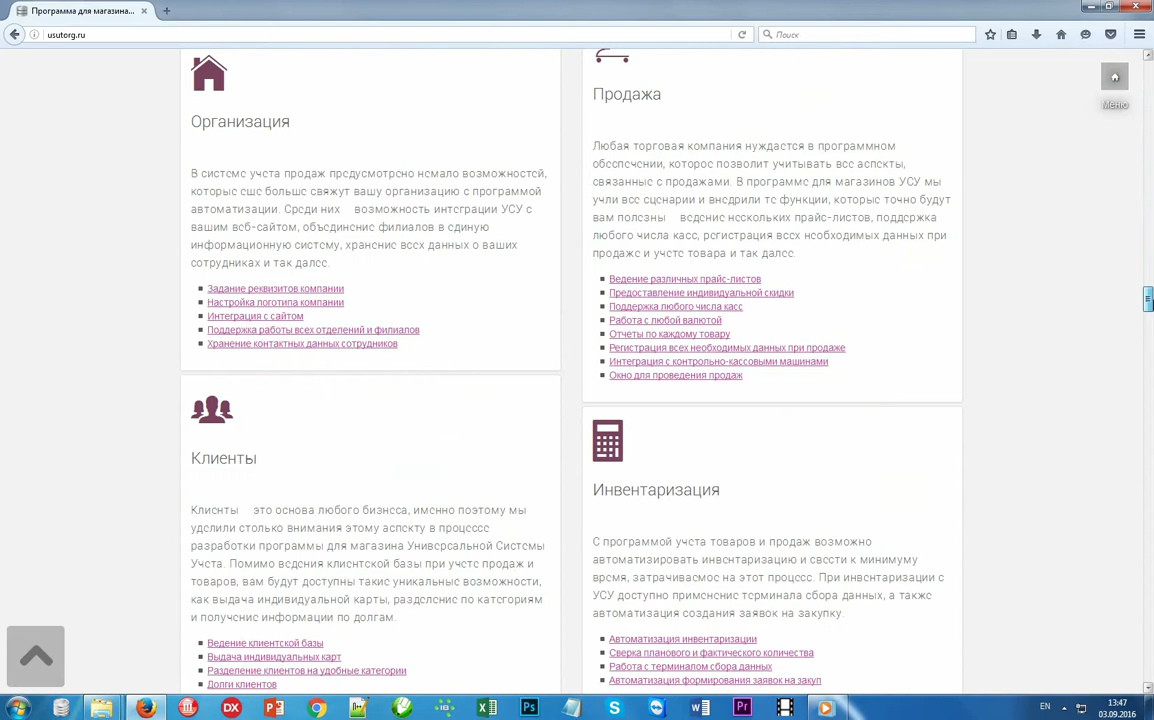 Программа для магазина...
usutorg.ru
Поиск
Меню
Организация
В системе учета продаж предусмотрено немало возможностей,
которые еще больше свяжут вашу организацию с программой
автоматизации. Среди них возможность интеграции УСУ с
вашим веб-сайтом, объединение филиалов в единую
информационную систему, хранение всех данных о ваших
сотрудниках и так далее.
Задание реквизитов компании
Настройка логотипа компании
Интеграция с сайтом
Поддержка работы всех отделений и филиалов
Хранение контактных данных сотрудников
Продажа
Любая торговая компания нуждается в программном
обеспечении, которое позволит учитывать все аспекты,
связанные с продажами. В программе для магазинов УСУ мы
учли все сценарии и внедрили те функции, которые точно будут
вам полезны ведение нескольких прайс-листов, поддержка
любого числа касс, регистрация всех необходимых данных при
продаже и учете товара и так далее.
Ведение различных прайс-листов
Предоставление индивидуальной скидки
Поддержка любого числа касс
Работа с любой валютой
Отчеты по каждому товару
Регистрация всех необходимых данных при продаже
Интеграция с контрольно-кассовыми машинами
Окно для проведения продаж
Клиенты
Клиенты это основа любого бизнеса, именно поэтому мы
уделили столько внимания этому аспекту в процессе
разработки программы для магазина Универсальной Системы
Учета. Помимо ведения клиентской базы при учете продаж и
товаров, вам будут доступны такие уникальные возможности,
как выдача индивидуальной карты, разделение по категориям
и получение информации по долгам.
Ведение клиентской базы
Выдача индивидуальных карт
Разделение клиентов на удобные категории
Долги клиентов
Инвентаризация
С программой учета товаров и продаж возможно
автоматизировать инвентаризацию и свести к минимуму
время, затрачиваемое на этот процесс. При инвентаризации с
УСУ доступно применение терминала сбора данных, а также
автоматизация создания заявок на закупку.
Автоматизация инвентаризации
Сверка планового и фактического количества
Работа с терминалом сбора данных
Автоматизация формирования заявок на закуп
DX
Ps
Pr
EN
13:47
03.09.2016